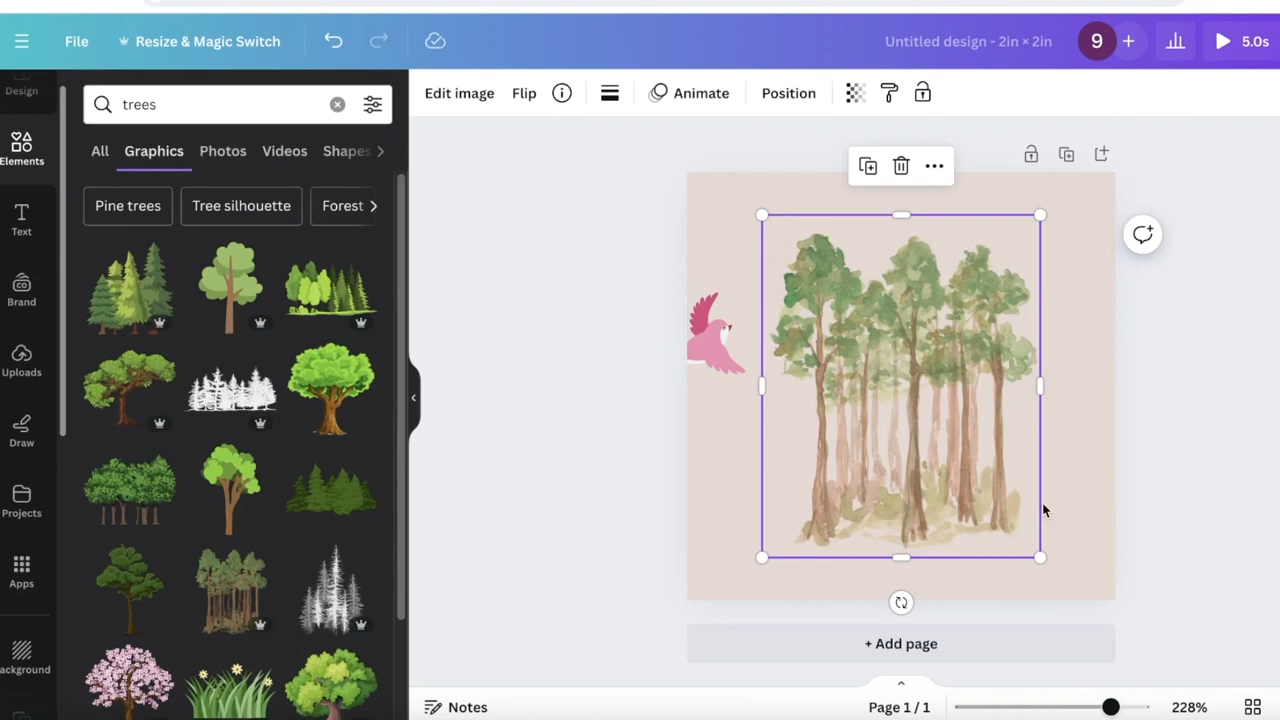 File
Resize & Magic Switch
Untitled design - 2in × 2in
9
5.0s
Design
trees
Edit image
Flip
Animate
Position
Elements
All
Graphics
Photos
Videos
Shapes
Pine trees
Tree silhouette
Forest
Text
Brand
Uploads
Draw
Projects
Apps
ackground
+ Add page
Notes
Page 1 / 1
228%